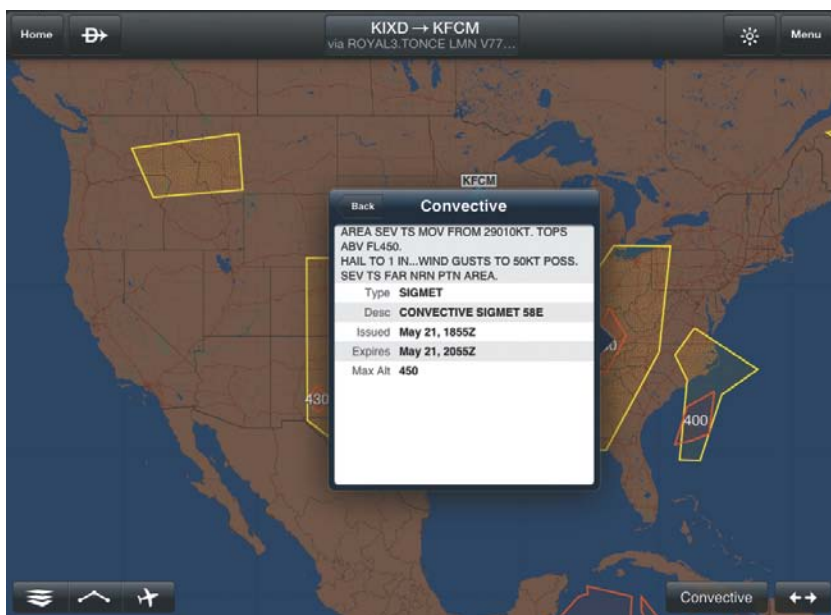 Home
KIXD → KFCM
via ROYAL3.TONCE LMN V77...
Menu
KFCM
Back
Convective
AREA SEV TS MOV FROM 29010KT. TOPS
ABV FL450.
HAIL TO 1 IN...WIND GUSTS TO 50KT POSS.
SEV TS FAR NRN PTN AREA.
Type SIGMET
Desc CONVECTIVE SIGMET 58E
Issued May 21, 1855Z
Expires May 21, 2055Z
Max Alt 450
430
400
Convective